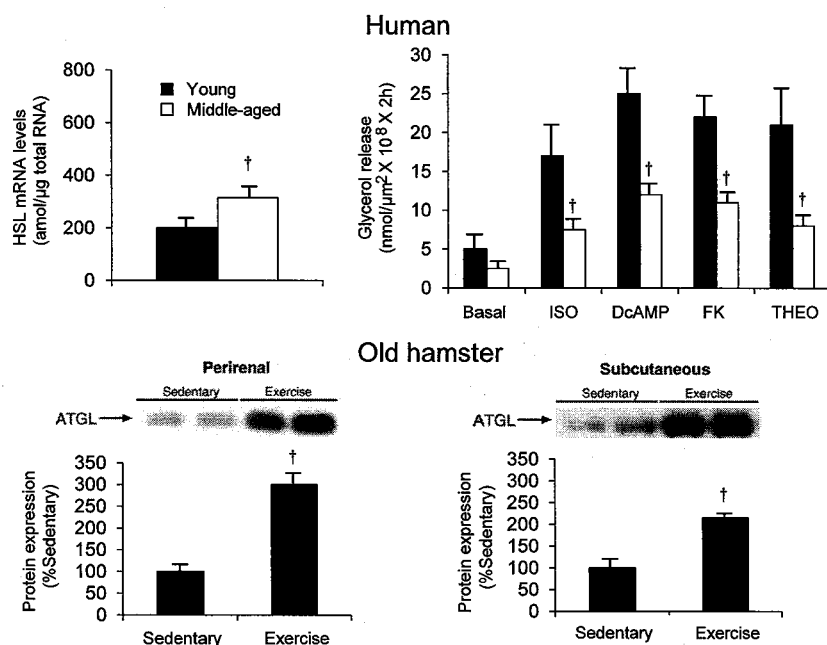 Human
HSL mRNA levels
(amol/µg total RNA)
800
600
400
200
0
Young
Middle-aged
†
Glycerol release
(nmol/µm² X 10⁸ X 2h)
30
25
20
15
10
5
0
† † † †
Basal ISO DcAMP FK THEO
Old hamster
Perirenal
Sedentary Exercise
ATGL
Protein expression
(%Sedentary)
350
300
250
200
150
100
50
0
†
Sedentary Exercise
Subcutaneous
Sedentary Exercise
ATGL
Protein expression
(%Sedentary)
350
300
250
200
150
100
50
0
†
Sedentary Exercise